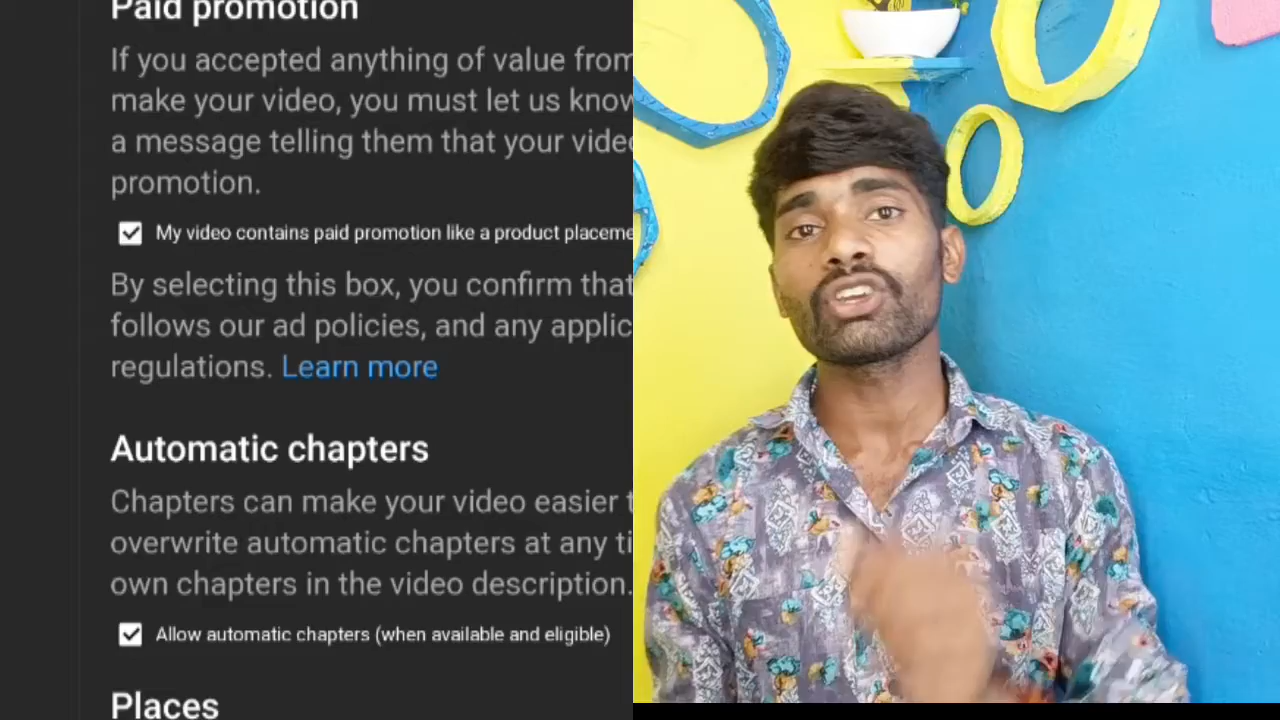 Paid promotion
If you accepted anything of value from
make your video, you must let us know
a message telling them that your video
promotion.
My video contains paid promotion like a product placeme
By selecting this box, you confirm that
follows our ad policies, and any applic
regulations. Learn more
Automatic chapters
Chapters can make your video easier t
overwrite automatic chapters at any ti
own chapters in the video description.
Allow automatic chapters (when available and eligible)
Places